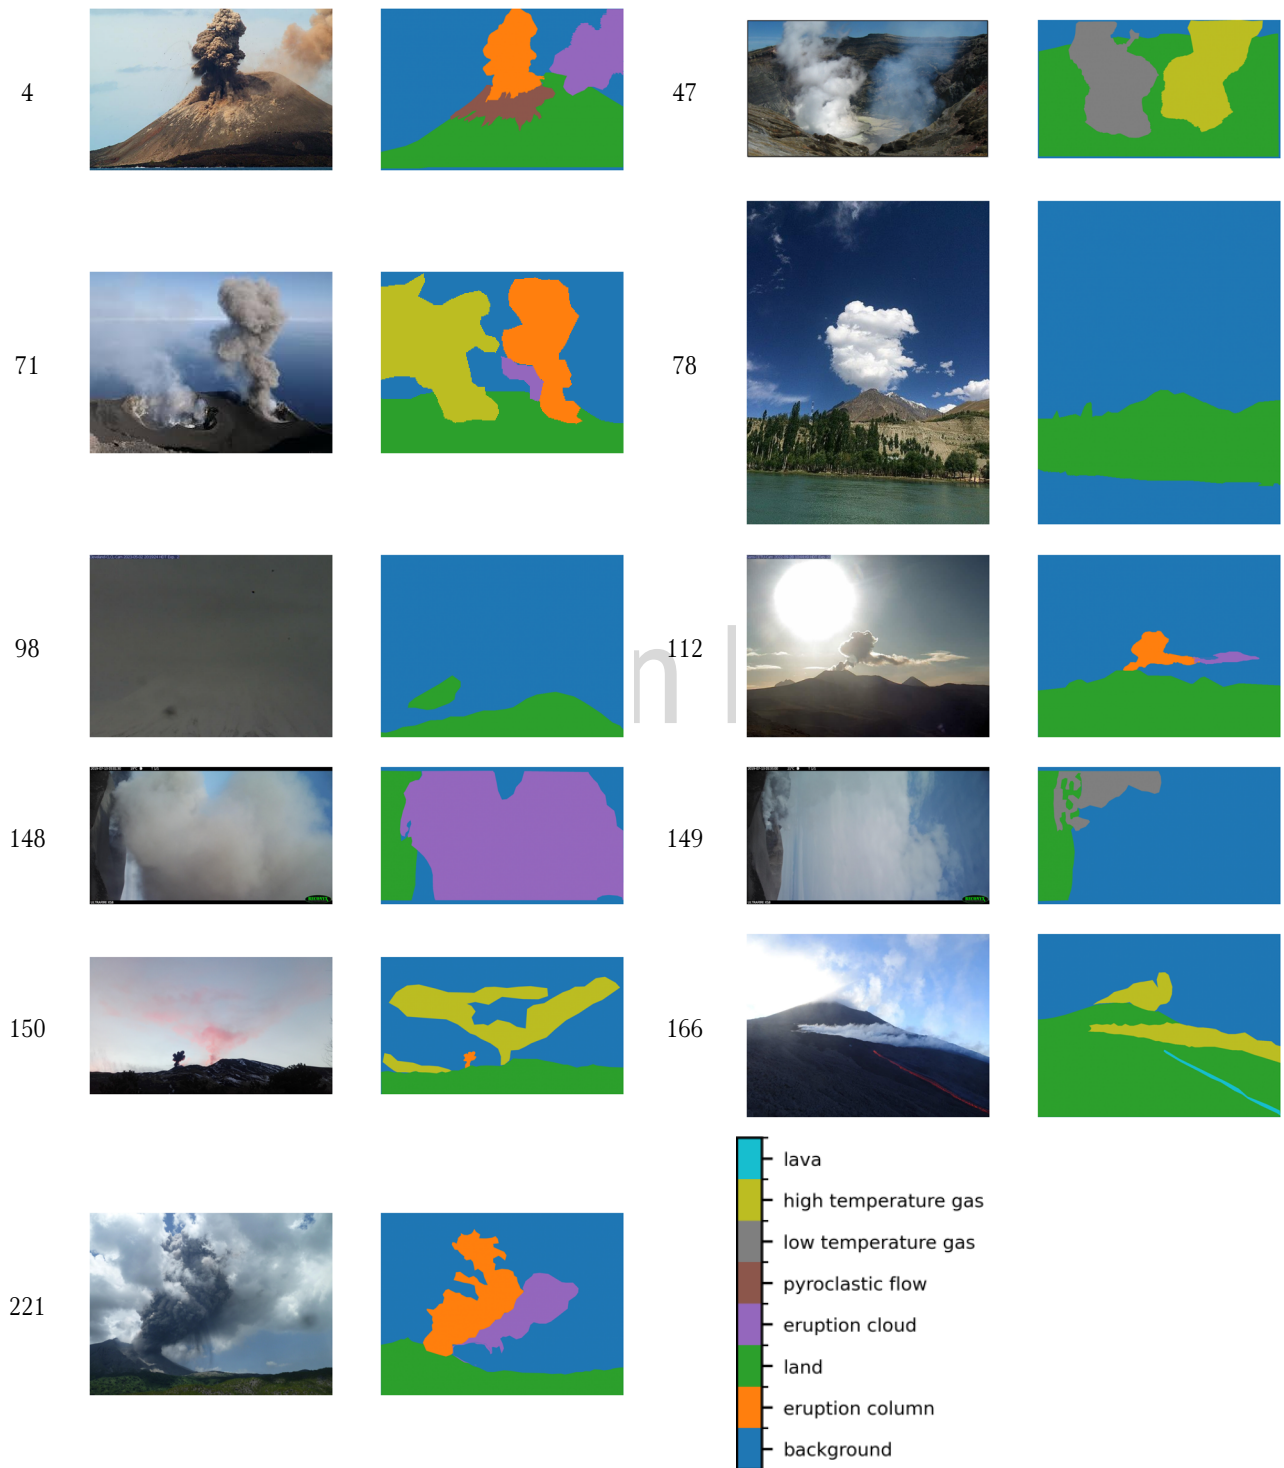 4
47
71
78
98
112
n l
148
149
150
166
221
lava
high temperature gas
low temperature gas
pyroclastic flow
eruption cloud
land
eruption column
background